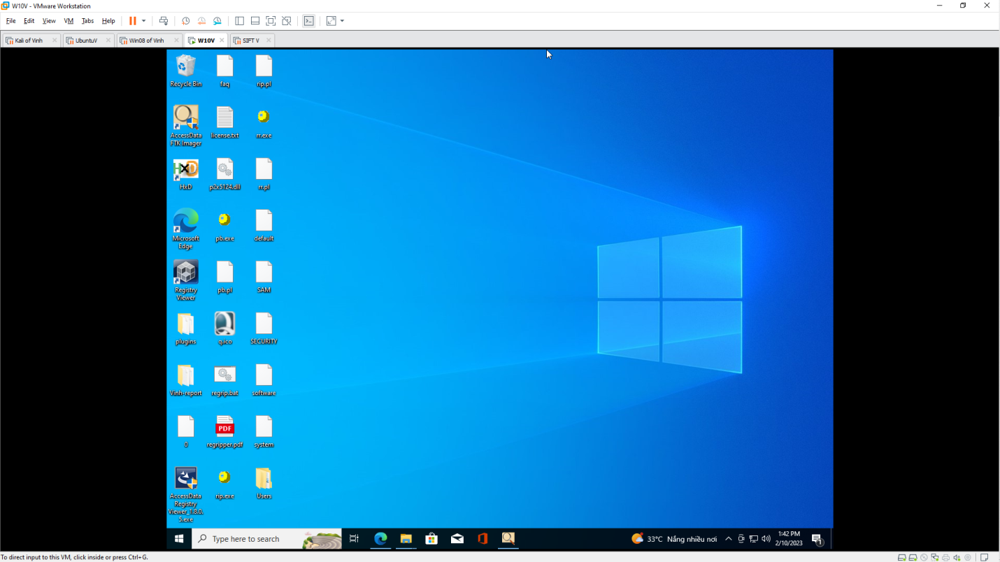 W10V - VMware Workstation
File Edit View VM Tabs Help
Kali of Vinh UbuntuV Win08 of Vinh W10V SIFT V
Recycle Bin faq rip.pl
AccessData
FTK Imager license.txt rr.exe
HxD p2x5124.dll rr.pl
Microsoft
Edge pb.exe default
Registry
Viewer pb.pl SAM
plugins q.ico SECURITY
Vinh-report regrip.bat software
PDF
0 regripper.pdf system
AccessData
Registry
Viewer_1.8.0.
5.exe rip.exe Users
Type here to search 33°C Nắng nhiều nơi 1:42 PM
2/10/2023 1
To direct input to this VM, click inside or press Ctrl+G.